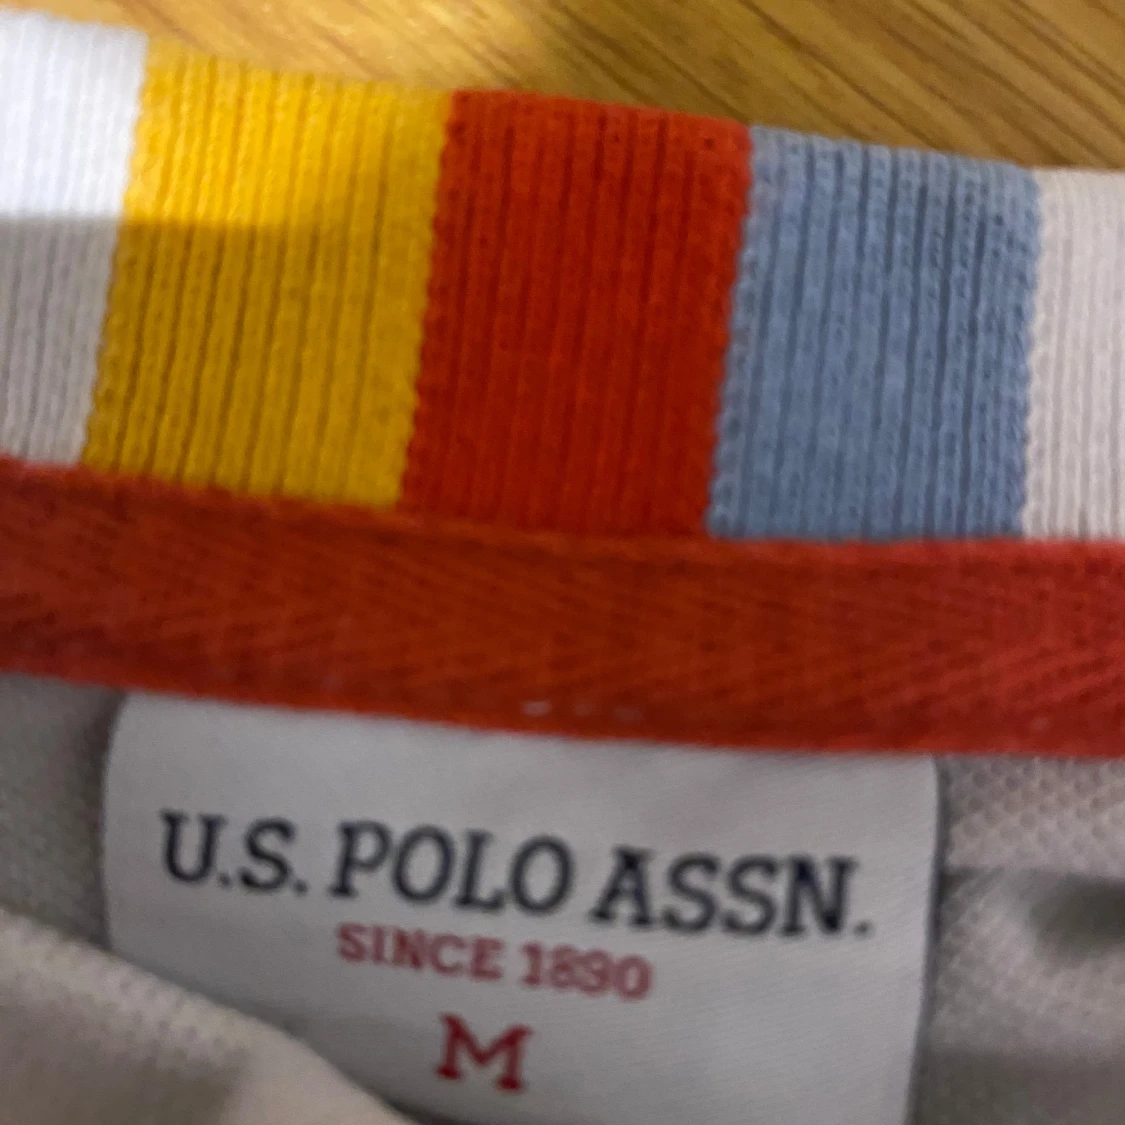 U.S. POLO ASSN.
SINCE 1890
M